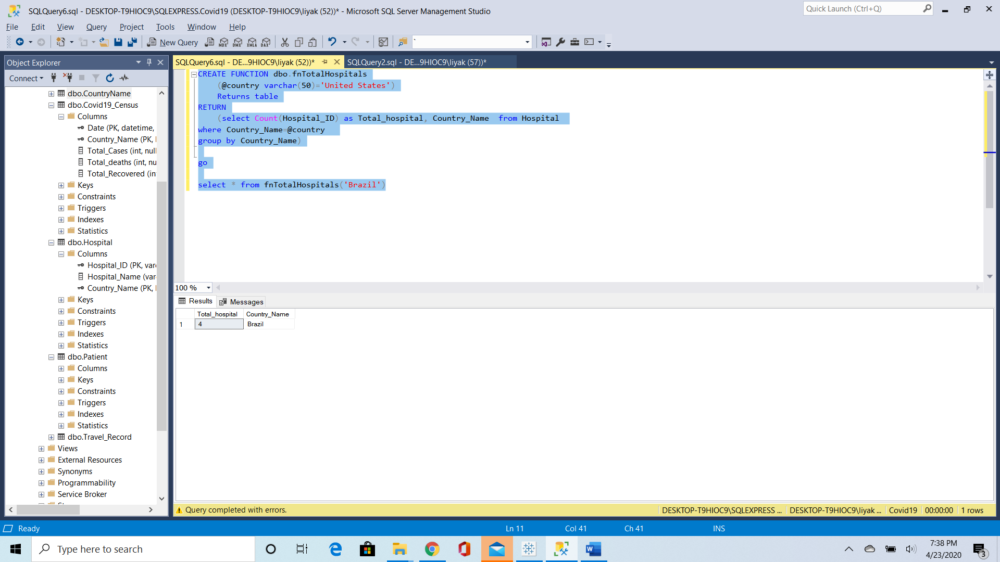 SQLQuery6.sql - DESKTOP-T9HIOC9\SQLEXPRESS.Covid19 (DESKTOP-T9HIOC9\liyak (52))* - Microsoft SQL Server Management Studio
Quick Launch (Ctrl+Q)
File Edit View Query Project Tools Window Help
New Query MDX DMX XMLA DAX `
Object Explorer
Connect
dbo.CountryName
dbo.Covid19_Census
Columns
Date (PK, datetime,
Country_Name (PK,
Total_Cases (int, null
Total_deaths (int, nu
Total_Recovered (in
Keys
Constraints
Triggers
Indexes
Statistics
dbo.Hospital
Columns
Hospital_ID (PK, var
Hospital_Name (var
Country_Name (PK,
Keys
Constraints
Triggers
Indexes
Statistics
dbo.Patient
Columns
Keys
Constraints
Triggers
Indexes
Statistics
dbo.Travel_Record
Views
External Resources
Synonyms
Programmability
Service Broker
SQLQuery6.sql - DE...9HIOC9\liyak (52))* SQLQuery2.sql - DE...9HIOC9\liyak (57))*
CREATE FUNCTION dbo.fnTotalHospitals
(@country varchar(50)='United States')
Returns table
RETURN
(select Count(Hospital_ID) as Total_hospital, Country_Name from Hospital
where Country_Name=@country
group by Country_Name)
go
select * from fnTotalHospitals('Brazil')
100 %
Results Messages
Total_hospital Country_Name
1 4 Brazil
Query completed with errors. DESKTOP-T9HIOC9\SQLEXPRESS ... DESKTOP-T9HIOC9\liyak ... Covid19 00:00:00 1 rows
Ready Ln 11 Col 41 Ch 41 INS
Type here to search
7:38 PM
4/23/2020
3